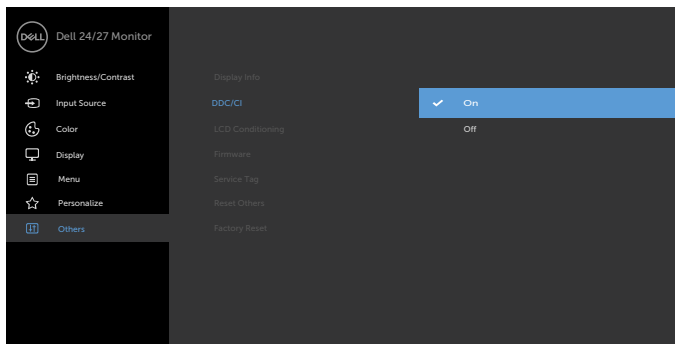 DELL Dell 24/27 Monitor
Brightness/Contrast
Display Info
Input Source
DDC/CI
On
Color
LCD Conditioning
Off
Display
Firmware
Menu
Service Tag
Personalize
Reset Others
Others
Factory Reset